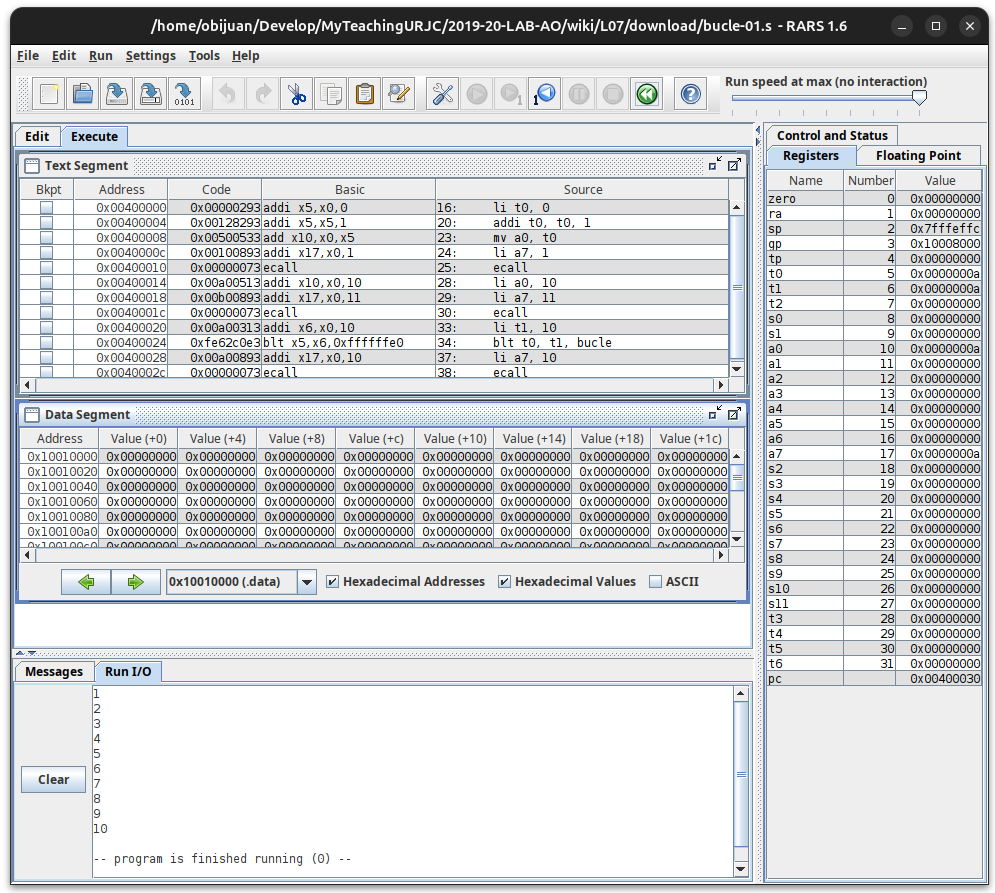 /home/obijuan/Develop/MyTeachingURJC/2019-20-LAB-AO/wiki/L07/download/bucle-01.s - RARS 1.6
File Edit Run Settings Tools Help
Run speed at max (no interaction)
Edit Execute
Text Segment
Bkpt Address Code Basic Source
0x00400000 0x00000293 addi x5,x0,0 16: li t0, 0
0x00400004 0x00128293 addi x5,x5,1 20: addi t0, t0, 1
0x00400008 0x00500533 add x10,x0,x5 23: mv a0, t0
0x0040000c 0x00100893 addi x17,x0,1 24: li a7, 1
0x00400010 0x00000073 ecall 25: ecall
0x00400014 0x00a00513 addi x10,x0,10 28: li a0, 10
0x00400018 0x00b00893 addi x17,x0,11 29: li a7, 11
0x0040001c 0x00000073 ecall 30: ecall
0x00400020 0x00a00313 addi x6,x0,10 33: li t1, 10
0x00400024 0xfe62c0e3 blt x5,x6,0xffffffe0 34: blt t0, t1, bucle
0x00400028 0x00a00893 addi x17,x0,10 37: li a7, 10
0x0040002c 0x00000073 ecall 38: ecall
Data Segment
Address Value (+0) Value (+4) Value (+8) Value (+c) Value (+10) Value (+14) Value (+18) Value (+1c)
0x10010000 0x00000000 0x00000000 0x00000000 0x00000000 0x00000000 0x00000000 0x00000000 0x00000000
0x10010020 0x00000000 0x00000000 0x00000000 0x00000000 0x00000000 0x00000000 0x00000000 0x00000000
0x10010040 0x00000000 0x00000000 0x00000000 0x00000000 0x00000000 0x00000000 0x00000000 0x00000000
0x10010060 0x00000000 0x00000000 0x00000000 0x00000000 0x00000000 0x00000000 0x00000000 0x00000000
0x10010080 0x00000000 0x00000000 0x00000000 0x00000000 0x00000000 0x00000000 0x00000000 0x00000000
0x100100a0 0x00000000 0x00000000 0x00000000 0x00000000 0x00000000 0x00000000 0x00000000 0x00000000
0x100100c0 0x00000000 0x00000000 0x00000000 0x00000000 0x00000000 0x00000000 0x00000000 0x00000000
0x10010000 (.data) Hexadecimal Addresses Hexadecimal Values ASCII
Messages Run I/O
Clear
1
2
3
4
5
6
7
8
9
10
-- program is finished running (0) --
Control and Status
Registers Floating Point
Name Number Value
zero 0 0x00000000
ra 1 0x00000000
sp 2 0x7fffeffc
gp 3 0x10008000
tp 4 0x00000000
t0 5 0x0000000a
t1 6 0x0000000a
t2 7 0x00000000
s0 8 0x00000000
s1 9 0x00000000
a0 10 0x0000000a
a1 11 0x00000000
a2 12 0x00000000
a3 13 0x00000000
a4 14 0x00000000
a5 15 0x00000000
a6 16 0x00000000
a7 17 0x0000000a
s2 18 0x00000000
s3 19 0x00000000
s4 20 0x00000000
s5 21 0x00000000
s6 22 0x00000000
s7 23 0x00000000
s8 24 0x00000000
s9 25 0x00000000
s10 26 0x00000000
s11 27 0x00000000
t3 28 0x00000000
t4 29 0x00000000
t5 30 0x00000000
t6 31 0x00000000
pc 0x00400030